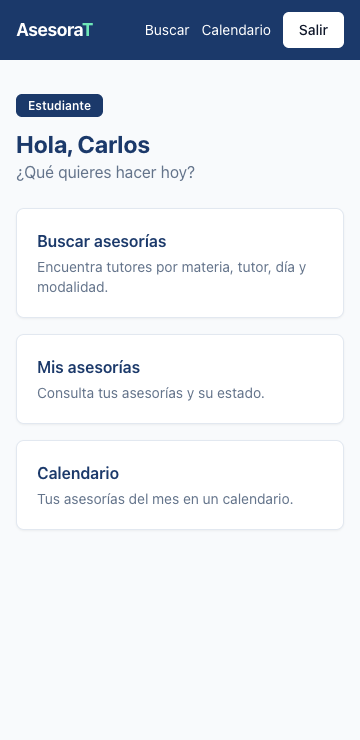 AsesoraT
Buscar
Calendario
Salir
Estudiante
Hola, Carlos
¿Qué quieres hacer hoy?
Buscar asesorías
Encuentra tutores por materia, tutor, día y
modalidad.
Mis asesorías
Consulta tus asesorías y su estado.
Calendario
Tus asesorías del mes en un calendario.